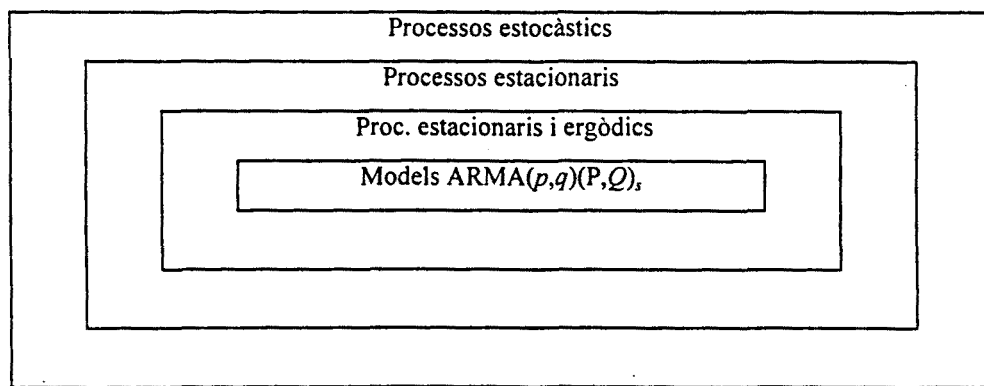 Processos estocàstics
Processos estacionaris
Proc. estacionaris i ergòdics
Models ARMA(p,q)(P,Q)s